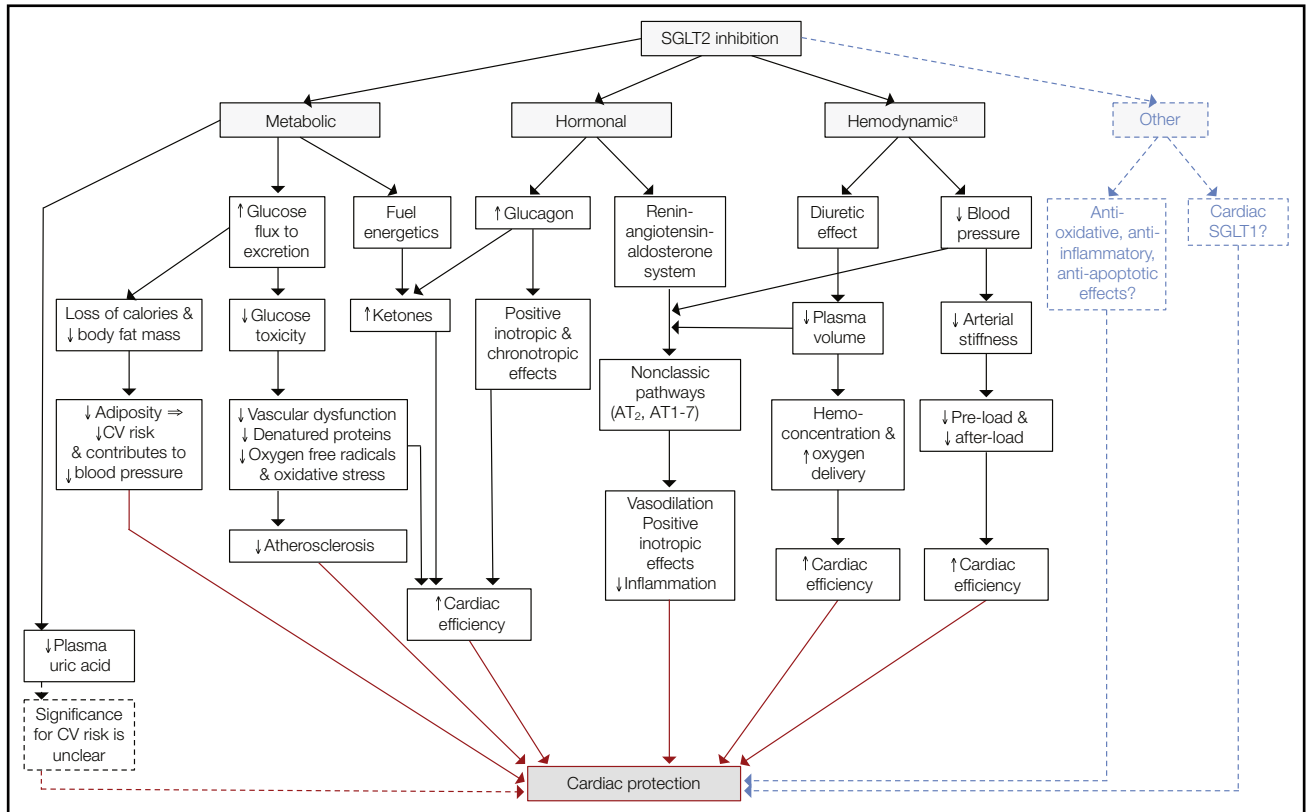 SGLT2 inhibition
Metabolic
Hormonal
Hemodynamicᵃ
Other
↑ Glucose
flux to
excretion
Fuel
energetics
↑ Glucagon
Renin-
angiotensin-
aldosterone
system
Diuretic
effect
↓ Blood
pressure
Anti-
oxidative, anti-
inflammatory,
anti-apoptotic
effects?
Cardiac
SGLT1?
Loss of calories &
↓ body fat mass
↓ Glucose
toxicity
↑ Ketones
Positive
inotropic &
chronotropic
effects
↓ Plasma
volume
↓ Arterial
stiffness
Nonclassic
pathways
(AT₂, AT1-7)
↓ Adiposity ⇒
↓ CV risk
& contributes to
↓ blood pressure
↓ Vascular dysfunction
↓ Denatured proteins
↓ Oxygen free radicals
& oxidative stress
Hemo-
concentration &
↑ oxygen
delivery
↓ Pre-load &
↓ after-load
↓ Atherosclerosis
Vasodilation
Positive
inotropic
effects
↓ Inflammation
↑ Cardiac
efficiency
↑ Cardiac
efficiency
↑ Cardiac
efficiency
↓ Plasma
uric acid
Significance
for CV risk is
unclear
Cardiac protection